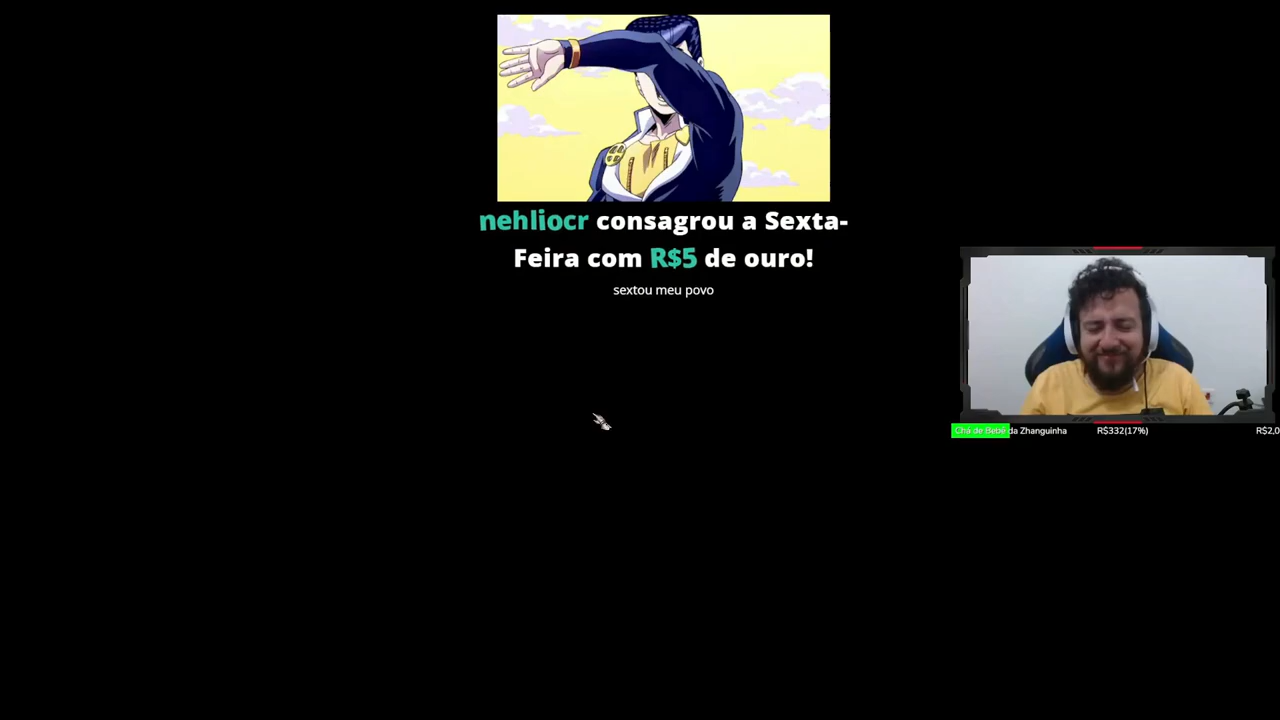 nehliocr consagrou a Sexta-
Feira com R$5 de ouro!
sextou meu povo
Chá de Bebê da Zhanguinha R$332(17%) R$2,0